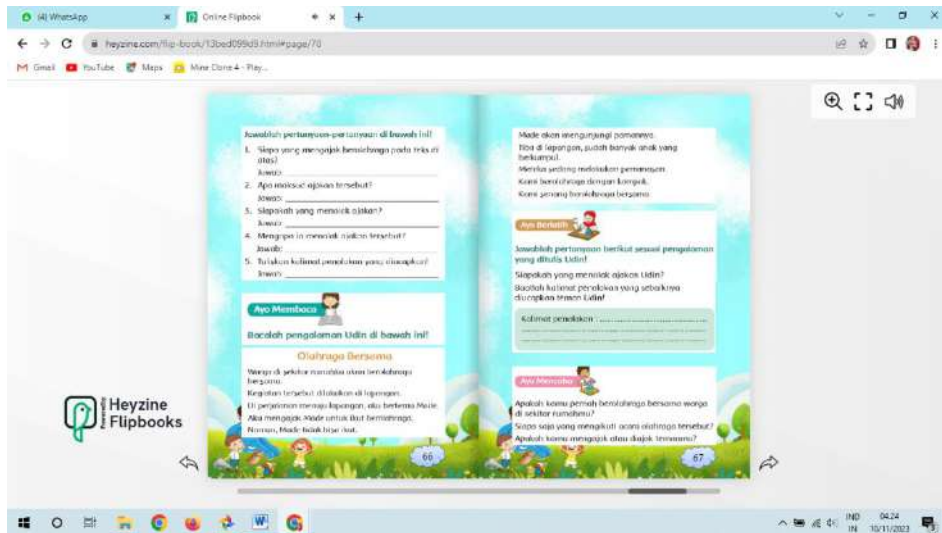 (4) WhatsApp
Online Flipbook
heyzine.com/flip-book/13bed099d9.html#page/70
Gmail YouTube Maps Mine Clone 4 - Play...
Jawablah pertanyaan-pertanyaan di bawah ini!
1. Siapa yang mengajak berolahraga pada teks di
atas?
Jawab:
2. Apa maksud ajakan tersebut?
Jawab:
3. Siapakah yang menolak ajakan?
Jawab:
4. Mengapa ia menolak ajakan tersebut?
Jawab:
5. Tuliskan kalimat penolakan yang diucapkan!
Jawab:
Ayo Membaca
Bacalah pengalaman Udin di bawah ini!
Olahraga Bersama
Warga di sekitar rumahku akan berolahraga
bersama.
Kegiatan tersebut dilakukan di lapangan.
Di perjalanan menuju lapangan, aku bertemu Made.
Aku mengajak Made untuk ikut berolahraga.
Namun, Made tidak bisa ikut.
66
Made akan mengunjungi pamannya.
Tiba di lapangan, sudah banyak anak yang
berkumpul.
Mereka sedang melakukan pemanasan.
Kami berolahraga dengan kompak.
Kami senang berolahraga bersama.
Ayo Berlatih
Jawablah pertanyaan berikut sesuai pengalaman
yang ditulis Udin!
Siapakah yang menolak ajakan Udin?
Buatlah kalimat penolakan yang sebaiknya
diucapkan teman Udin!
Kalimat penolakan :
Ayo Mencoba
Apakah kamu pernah berolahraga bersama warga
di sekitar rumahmu?
Siapa saja yang mengikuti acara olahraga tersebut?
Apakah kamu mengajak atau diajak temanmu?
67
Heyzine
Flipbooks
IND
IN
04.24
10/11/2023